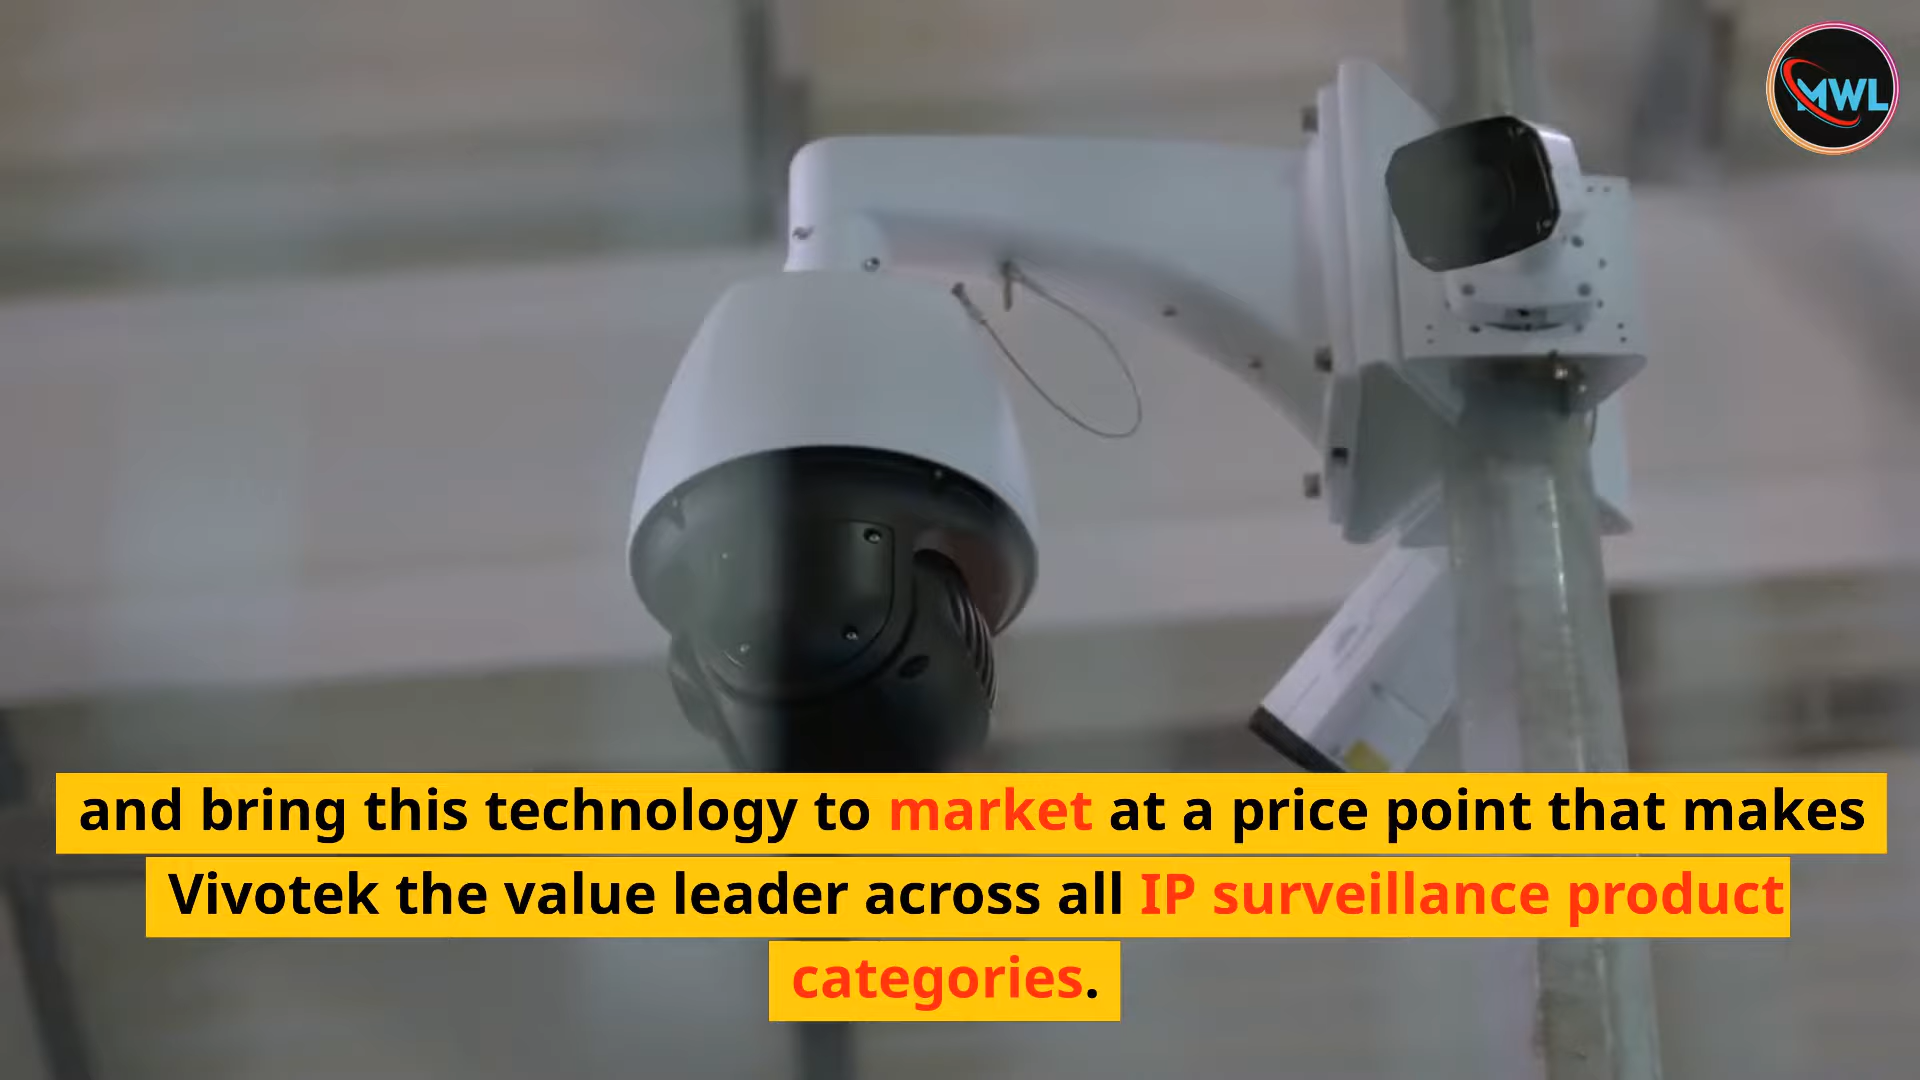 MWL
and bring this technology to market at a price point that makes
Vivotek the value leader across all IP surveillance product
categories.